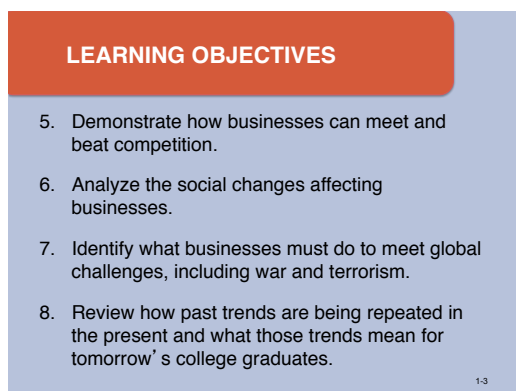 LEARNING OBJECTIVES
5. Demonstrate how businesses can meet and
beat competition.
6. Analyze the social changes affecting
businesses.
7. Identify what businesses must do to meet global
challenges, including war and terrorism.
8. Review how past trends are being repeated in
the present and what those trends mean for
tomorrow’s college graduates.
1-3